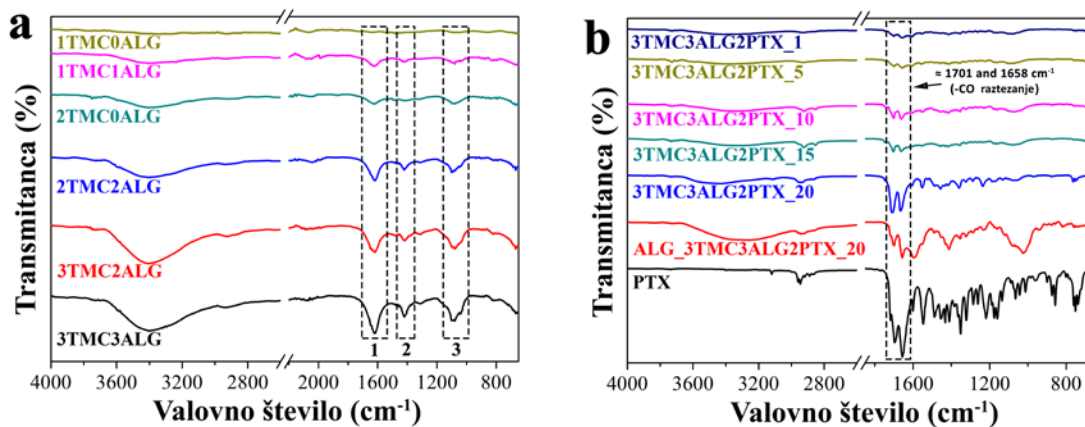 a
1TMC0ALG
1TMC1ALG
2TMC0ALG
2TMC2ALG
3TMC2ALG
3TMC3ALG
1
2
3
Transmitanca (%)
4000 3600 2800 2000 1600 1200 800
Valovno število (cm⁻¹)
b
3TMC3ALG2PTX_1
3TMC3ALG2PTX_5
≈ 1701 and 1658 cm⁻¹
(-CO raztezanje)
3TMC3ALG2PTX_10
3TMC3ALG2PTX_15
3TMC3ALG2PTX_20
ALG_3TMC3ALG2PTX_20
PTX
Transmitanca (%)
4000 3600 2800 1600 1200 800
Valovno število (cm⁻¹)